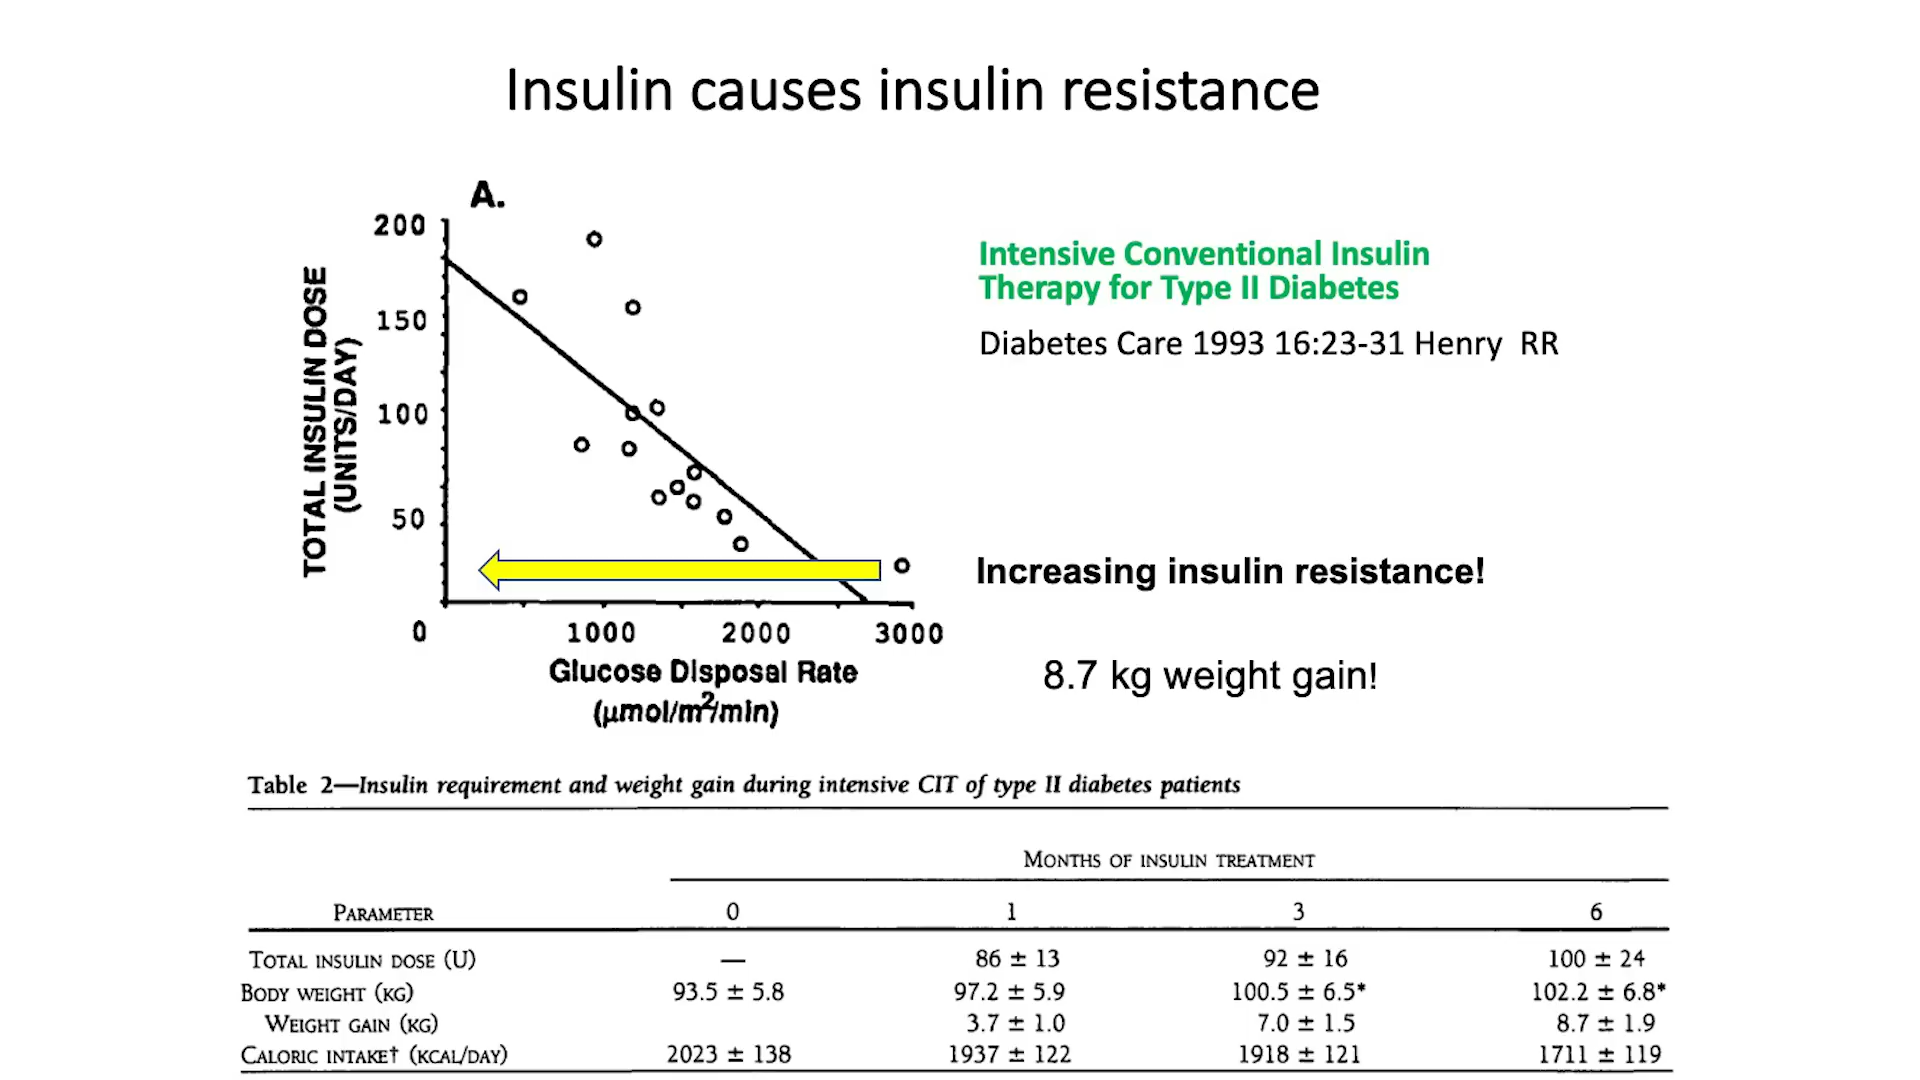 Insulin causes insulin resistance
A.
200
150
100
50
0
1000
2000
3000
TOTAL INSULIN DOSE
(UNITS/DAY)
Glucose Disposal Rate
(µmol/m²/min)
Intensive Conventional Insulin
Therapy for Type II Diabetes
Diabetes Care 1993 16:23-31 Henry RR
Increasing insulin resistance!
8.7 kg weight gain!
Table 2—Insulin requirement and weight gain during intensive CIT of type II diabetes patients
MONTHS OF INSULIN TREATMENT
PARAMETER 0 1 3 6
TOTAL INSULIN DOSE (U) — 86 ± 13 92 ± 16 100 ± 24
BODY WEIGHT (KG) 93.5 ± 5.8 97.2 ± 5.9 100.5 ± 6.5* 102.2 ± 6.8*
WEIGHT GAIN (KG) 3.7 ± 1.0 7.0 ± 1.5 8.7 ± 1.9
CALORIC INTAKE† (KCAL/DAY) 2023 ± 138 1937 ± 122 1918 ± 121 1711 ± 119